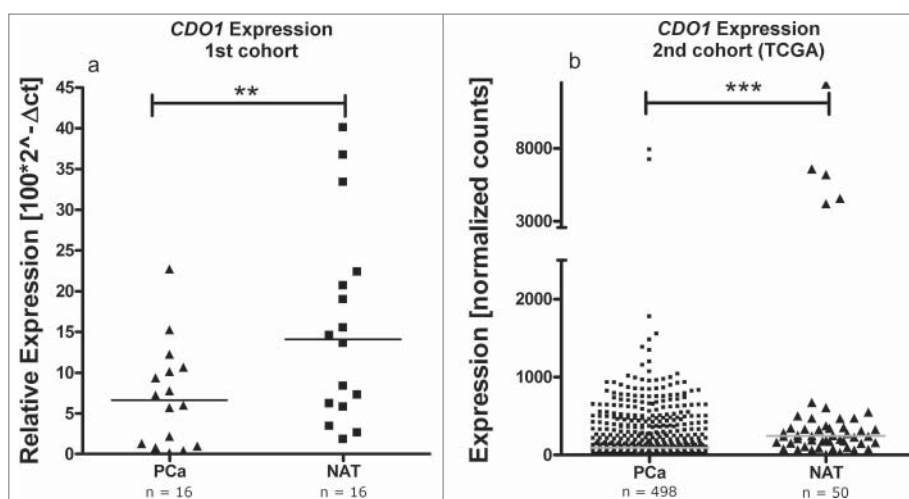 CDO1 Expression
1st cohort
a
Relative Expression [100*2^-Δct]
45
40
35
30
25
20
15
10
5
0
**
PCa
NAT
n = 16
n = 16
CDO1 Expression
2nd cohort (TCGA)
b
Expression [normalized counts]
8000
3000
2000
1000
0
***
PCa
NAT
n = 498
n = 50